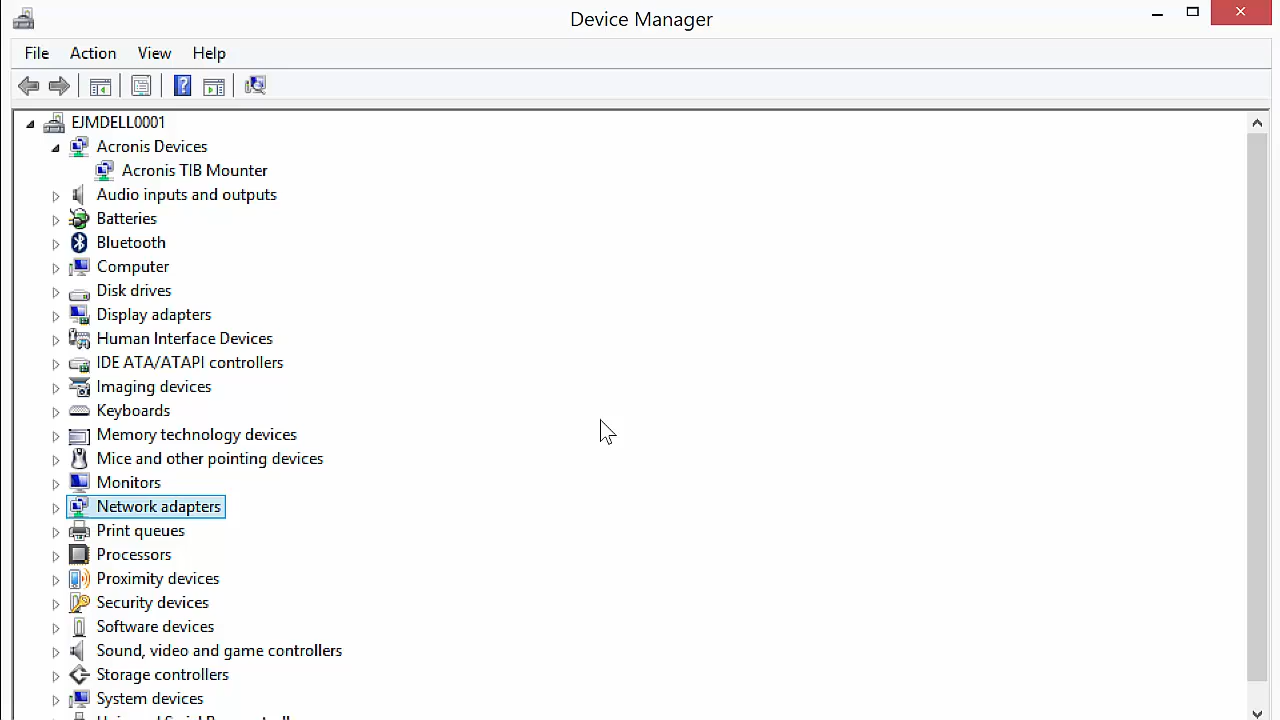 Device Manager
File Action View Help
EJMDELL0001
Acronis Devices
Acronis TIB Mounter
Audio inputs and outputs
Batteries
Bluetooth
Computer
Disk drives
Display adapters
Human Interface Devices
IDE ATA/ATAPI controllers
Imaging devices
Keyboards
Memory technology devices
Mice and other pointing devices
Monitors
Network adapters
Print queues
Processors
Proximity devices
Security devices
Software devices
Sound, video and game controllers
Storage controllers
System devices